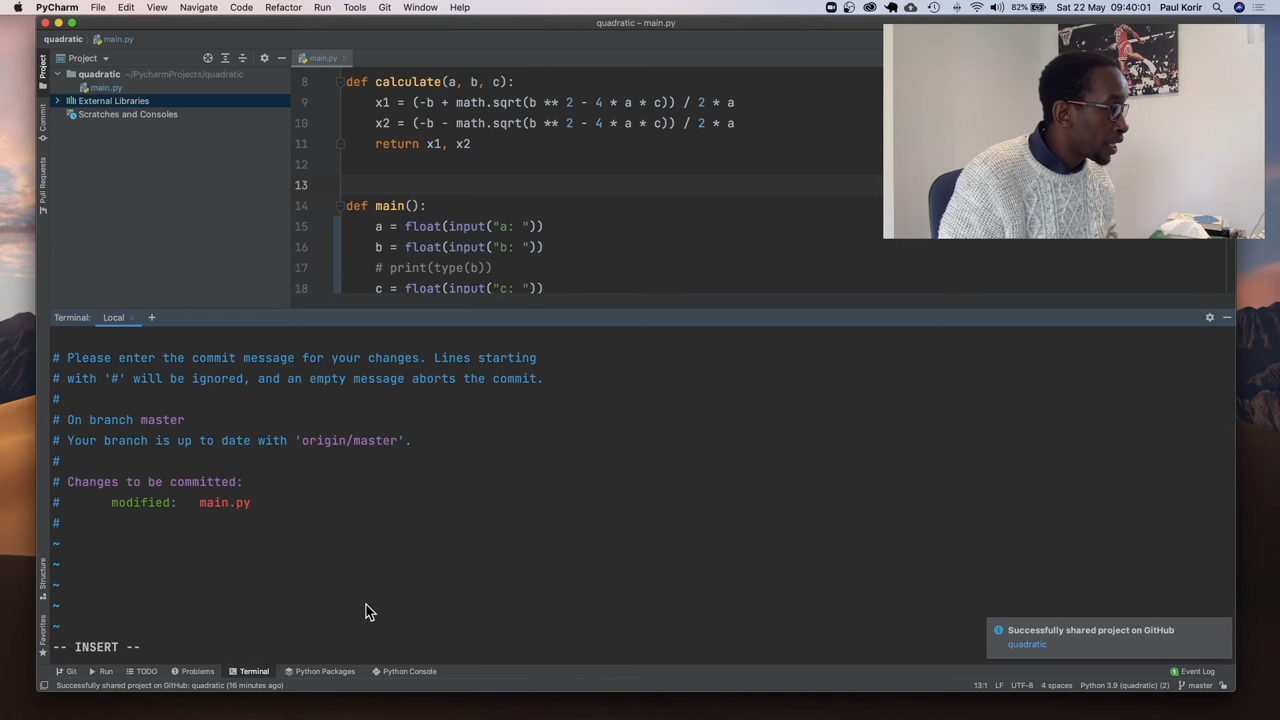 PyCharm File Edit View Navigate Code Refactor Run Tools Git Window Help 82% Sat 22 May 09:40:01 Paul Korir
quadratic – main.py
quadratic main.py
Project main.py
quadratic ~/PycharmProjects/quadratic
main.py
External Libraries
Scratches and Consoles
Project
Commit
Pull Requests
Structure
Favorites
8 def calculate(a, b, c):
9 x1 = (-b + math.sqrt(b ** 2 - 4 * a * c)) / 2 * a
10 x2 = (-b - math.sqrt(b ** 2 - 4 * a * c)) / 2 * a
11 return x1, x2
12
13
14 def main():
15 a = float(input("a: "))
16 b = float(input("b: "))
17 # print(type(b))
18 c = float(input("c: "))
Terminal: Local +
# Please enter the commit message for your changes. Lines starting
# with '#' will be ignored, and an empty message aborts the commit.
#
# On branch master
# Your branch is up to date with 'origin/master'.
#
# Changes to be committed:
# modified: main.py
#
~
~
~
~
~
-- INSERT --
Successfully shared project on GitHub
quadratic
Git Run TODO Problems Terminal Python Packages Python Console 1 Event Log
Successfully shared project on GitHub: quadratic (16 minutes ago) 13:1 LF UTF-8 4 spaces Python 3.9 (quadratic) (2) master